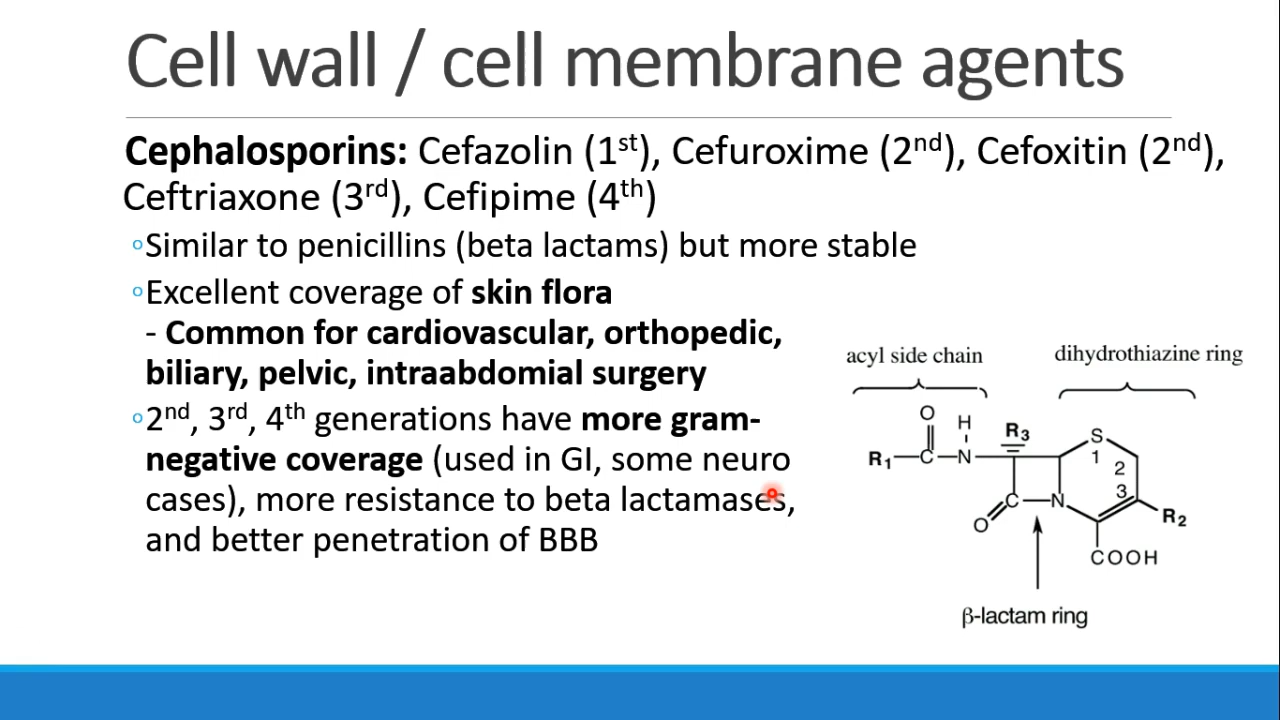 Cell wall / cell membrane agents
Cephalosporins: Cefazolin (1st), Cefuroxime (2nd), Cefoxitin (2nd),
Ceftriaxone (3rd), Cefipime (4th)
◦Similar to penicillins (beta lactams) but more stable
◦Excellent coverage of skin flora
- Common for cardiovascular, orthopedic,
biliary, pelvic, intraabdomial surgery
◦2nd, 3rd, 4th generations have more gram-
negative coverage (used in GI, some neuro
cases), more resistance to beta lactamases,
and better penetration of BBB
acyl side chain
dihydrothiazine ring
O
H
R3
S
R1
C
N
1
2
3
C
N
O
R2
COOH
β-lactam ring